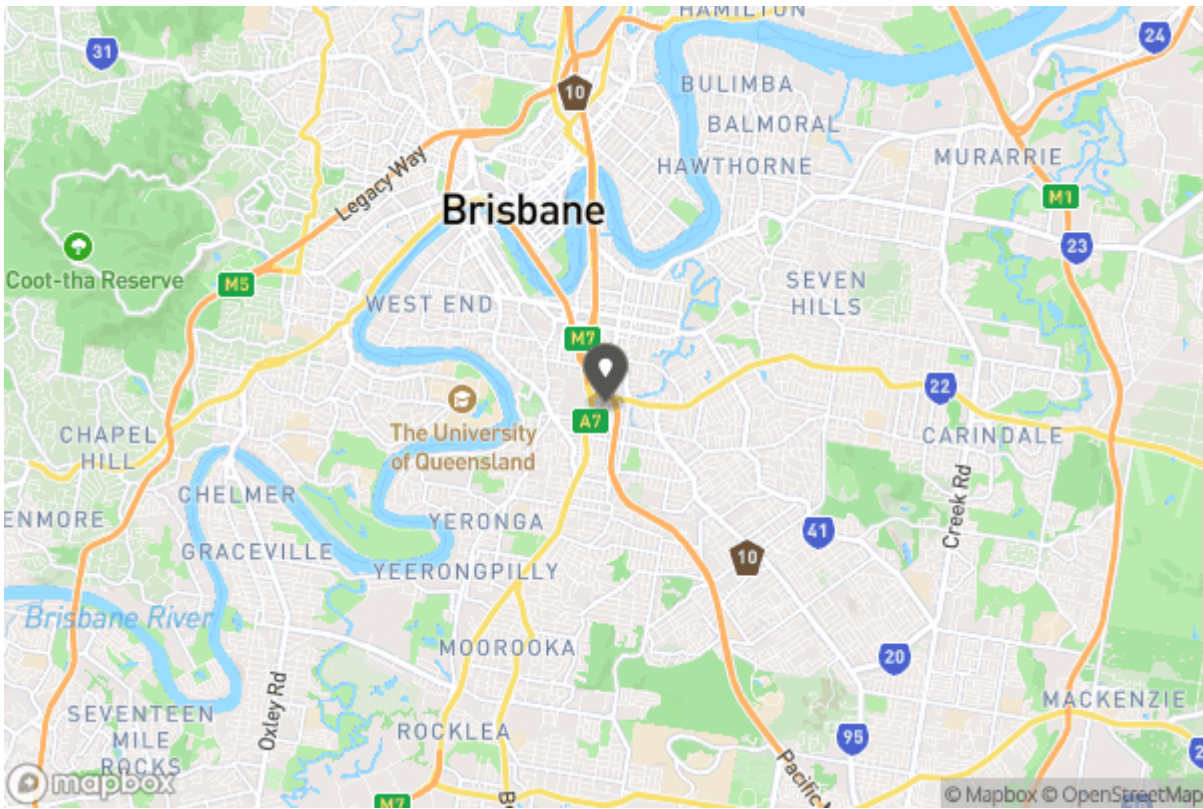 HAMILTON
31
24
10
BULIMBA
BALMORAL
Legacy Way
HAWTHORNE
MURARRIE
M1
Brisbane
23
Coot-tha Reserve
M5
SEVEN
HILLS
WEST END
M7
22
The University
of Queensland
A7
CHAPEL
HILL
CARINDALE
CHELMER
Creek Rd
ENMORE
YERONGA
41
GRACEVILLE
10
YEERONGPILLY
Brisbane River
MOOROOKA
20
Oxley Rd
MACKENZIE
SEVENTEEN
MILE
ROCKS
ROCKLEA
95
Pacific
mapbox
M7
© Mapbox © OpenStreetMap